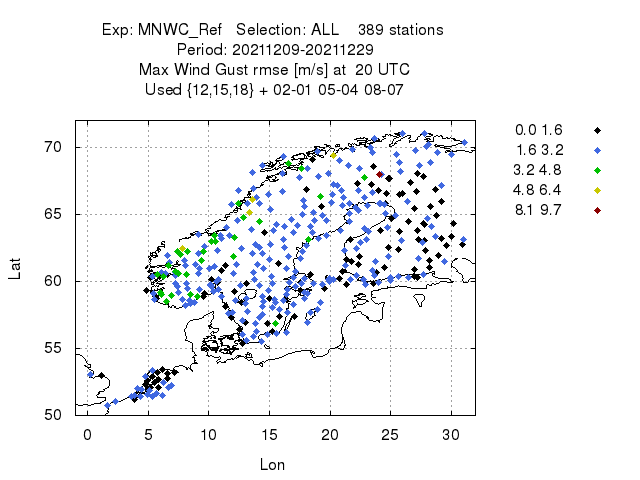 Exp: MNWC_Ref Selection: ALL 389 stations
Period: 20211209-20211229
Max Wind Gust rmse [m/s] at 20 UTC
Used {12,15,18} + 02-01 05-04 08-07
0.0 1.6
1.6 3.2
3.2 4.8
4.8 6.4
8.1 9.7
70
65
60
55
50
Lat
0 5 10 15 20 25 30
Lon